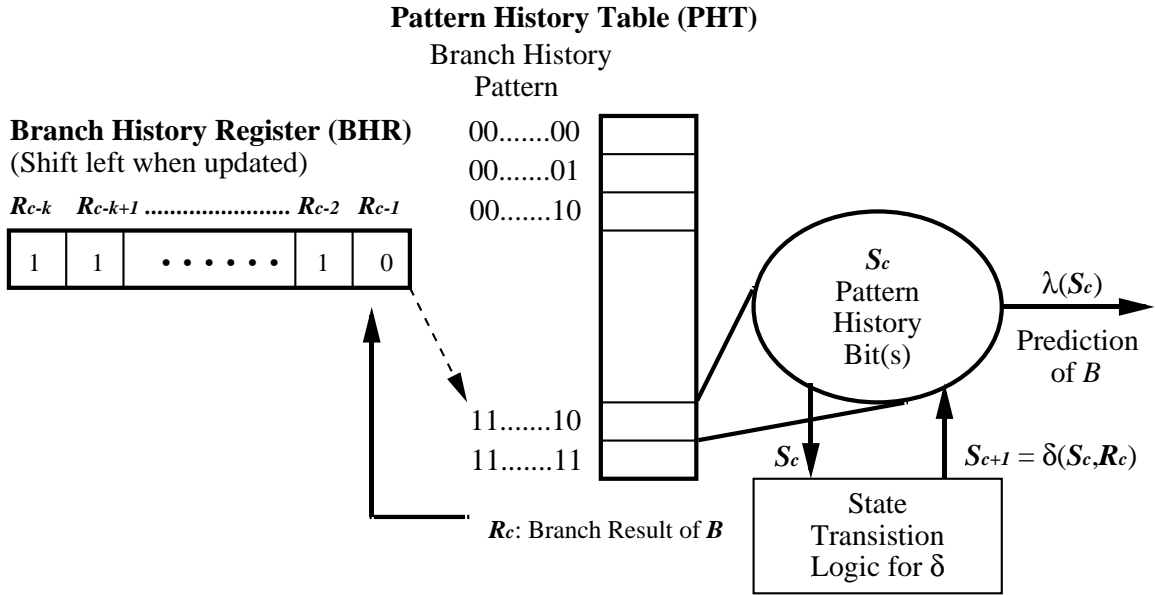 Pattern History Table (PHT)
Branch History
Pattern
Branch History Register (BHR)
(Shift left when updated)
Rc-k Rc-k+1 ....................... Rc-2 Rc-1
1 1 • • • • • • 1 0
00.......00
00.......01
00.......10
11.......10
11.......11
Sc
Pattern
History
Bit(s)
λ(Sc)
Prediction
of B
Sc
Sc+1 = δ(Sc,Rc)
State
Transistion
Logic for δ
Rc: Branch Result of B